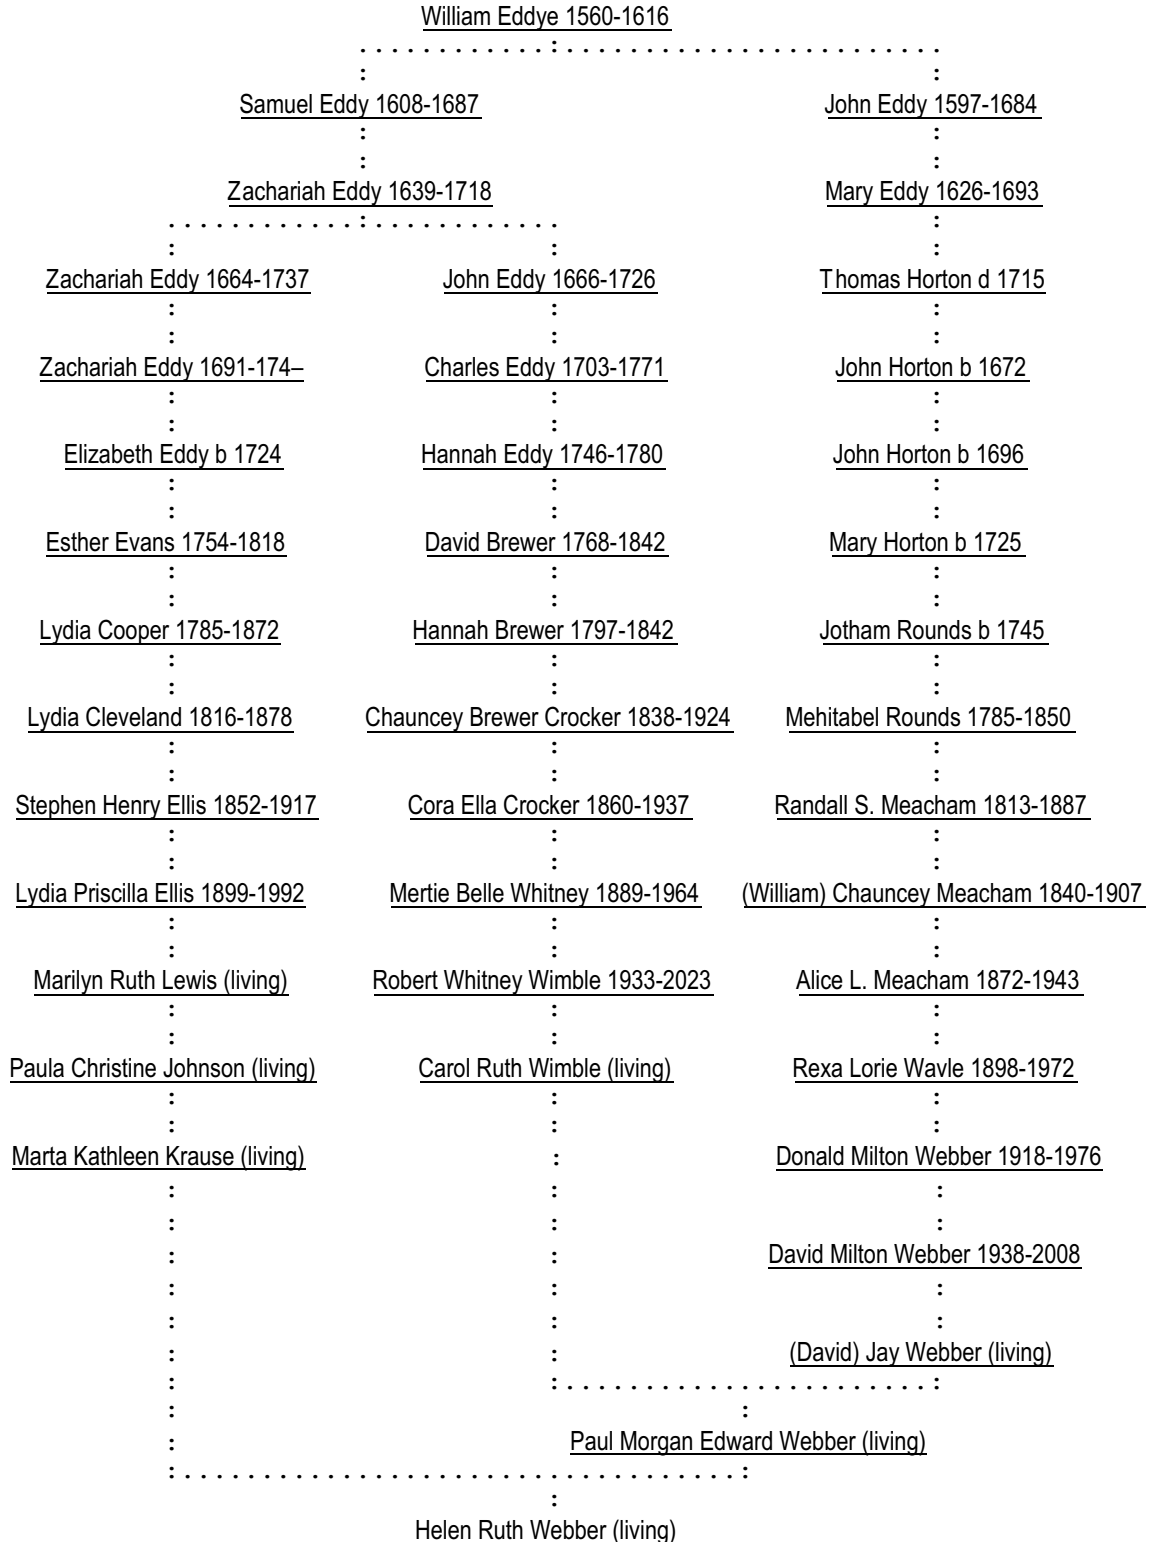 William Eddye 1560-1616
Samuel Eddy 1608-1687 John Eddy 1597-1684
Zachariah Eddy 1639-1718 Mary Eddy 1626-1693
Zachariah Eddy 1664-1737 John Eddy 1666-1726 Thomas Horton d 1715
Zachariah Eddy 1691-174– Charles Eddy 1703-1771 John Horton b 1672
Elizabeth Eddy b 1724 Hannah Eddy 1746-1780 John Horton b 1696
Esther Evans 1754-1818 David Brewer 1768-1842 Mary Horton b 1725
Lydia Cooper 1785-1872 Hannah Brewer 1797-1842 Jotham Rounds b 1745
Lydia Cleveland 1816-1878 Chauncey Brewer Crocker 1838-1924 Mehitabel Rounds 1785-1850
Stephen Henry Ellis 1852-1917 Cora Ella Crocker 1860-1937 Randall S. Meacham 1813-1887
Lydia Priscilla Ellis 1899-1992 Mertie Belle Whitney 1889-1964 (William) Chauncey Meacham 1840-1907
Marilyn Ruth Lewis (living) Robert Whitney Wimble 1933-2023 Alice L. Meacham 1872-1943
Paula Christine Johnson (living) Carol Ruth Wimble (living) Rexa Lorie Wavle 1898-1972
Marta Kathleen Krause (living) Donald Milton Webber 1918-1976
David Milton Webber 1938-2008
(David) Jay Webber (living)
Paul Morgan Edward Webber (living)
Helen Ruth Webber (living)